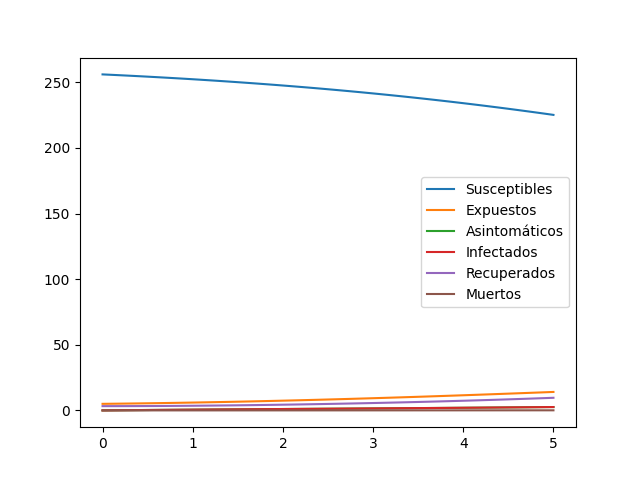 250
200
150
100
50
0
Susceptibles
Expuestos
Asintomáticos
Infectados
Recuperados
Muertos
0 1 2 3 4 5